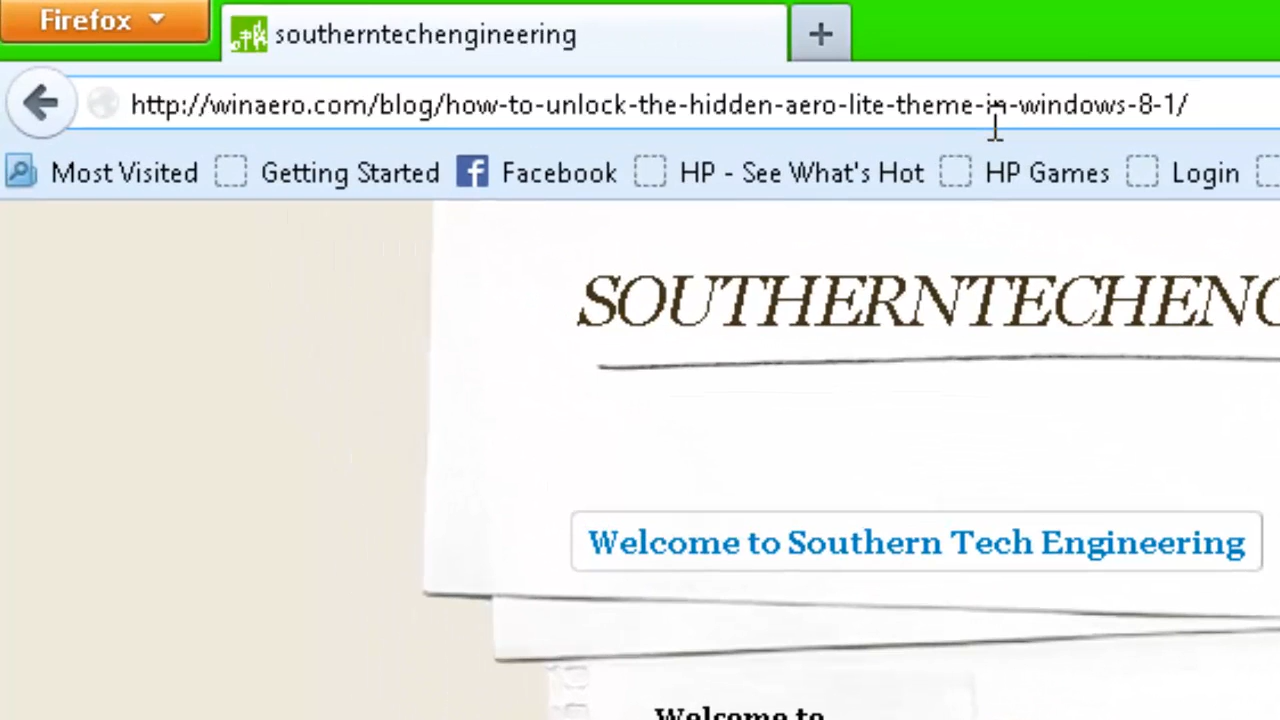 Firefox
southerntechengineering
http://winaero.com/blog/how-to-unlock-the-hidden-aero-lite-theme-in-windows-8-1/
Most Visited Getting Started Facebook HP - See What's Hot HP Games Login
SOUTHERNTECHENG
Welcome to Southern Tech Engineering
Welcome to